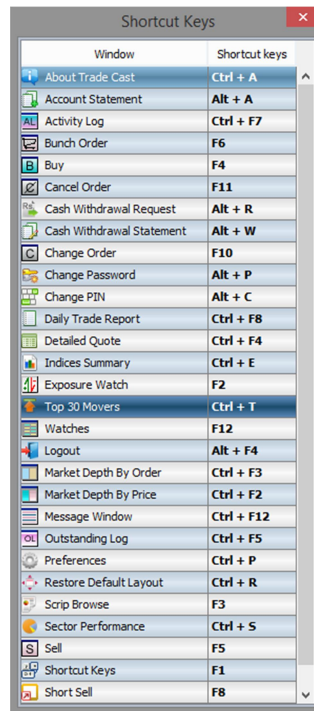 Shortcut Keys
Window Shortcut keys
About Trade Cast Ctrl + A
Account Statement Alt + A
AL Activity Log Ctrl + F7
Bunch Order F6
B Buy F4
Cancel Order F11
Rs Cash Withdrawal Request Alt + R
Cash Withdrawal Statement Alt + W
C Change Order F10
Change Password Alt + P
Change PIN Alt + C
Daily Trade Report Ctrl + F8
Detailed Quote Ctrl + F4
Indices Summary Ctrl + E
Exposure Watch F2
Top 30 Movers Ctrl + T
Watches F12
Logout Alt + F4
Market Depth By Order Ctrl + F3
Market Depth By Price Ctrl + F2
Message Window Ctrl + F12
OL Outstanding Log Ctrl + F5
Preferences Ctrl + P
Restore Default Layout Ctrl + R
Scrip Browse F3
Sector Performance Ctrl + S
S Sell F5
Shortcut Keys F1
Short Sell F8